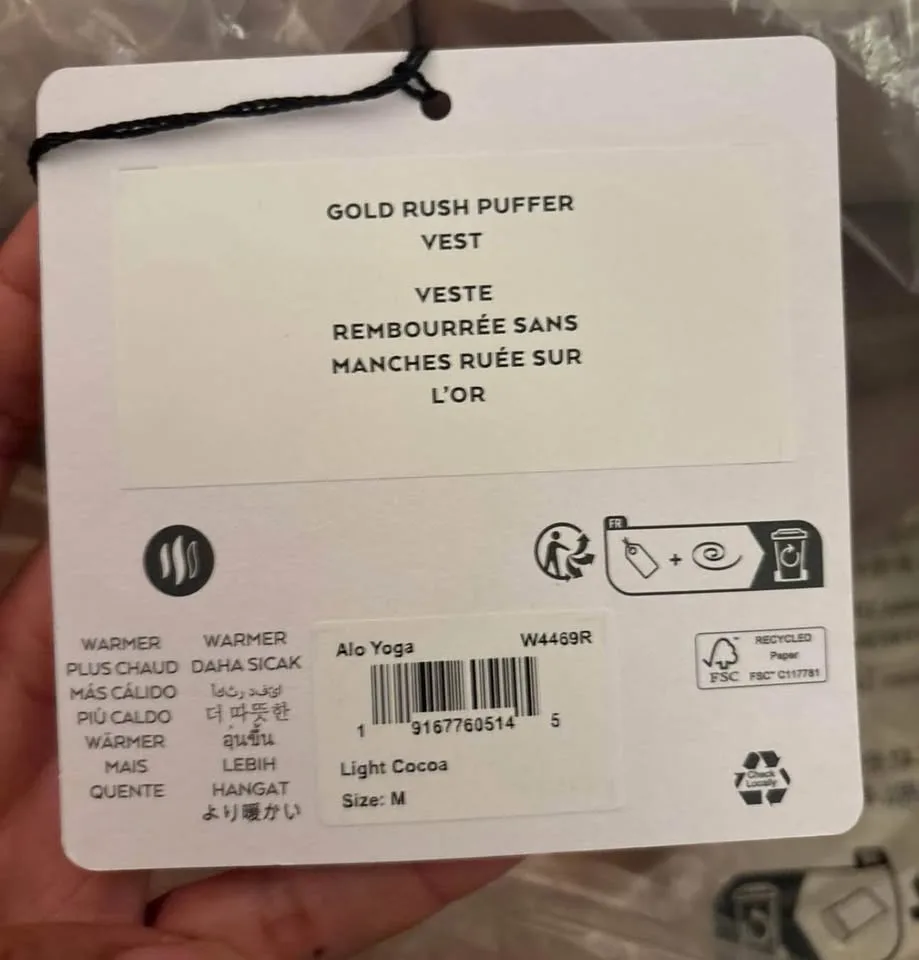 GOLD RUSH PUFFER
VEST
VESTE
REMBOURRÉE SANS
MANCHES RUÉE SUR
L'OR
FR
WARMER
PLUS CHAUD
MÁS CÁLIDO
PIÙ CALDO
WÄRMER
MAIS
QUENTE
WARMER
DAHA SICAK
더 따뜻한
อุ่นขึ้น
LEBIH
HANGAT
より暖かい
Alo Yoga
W4469R
1 9167760514 5
Light Cocoa
Size: M
RECYCLED
Paper
FSC
FSC™ C117781
Check
Locally